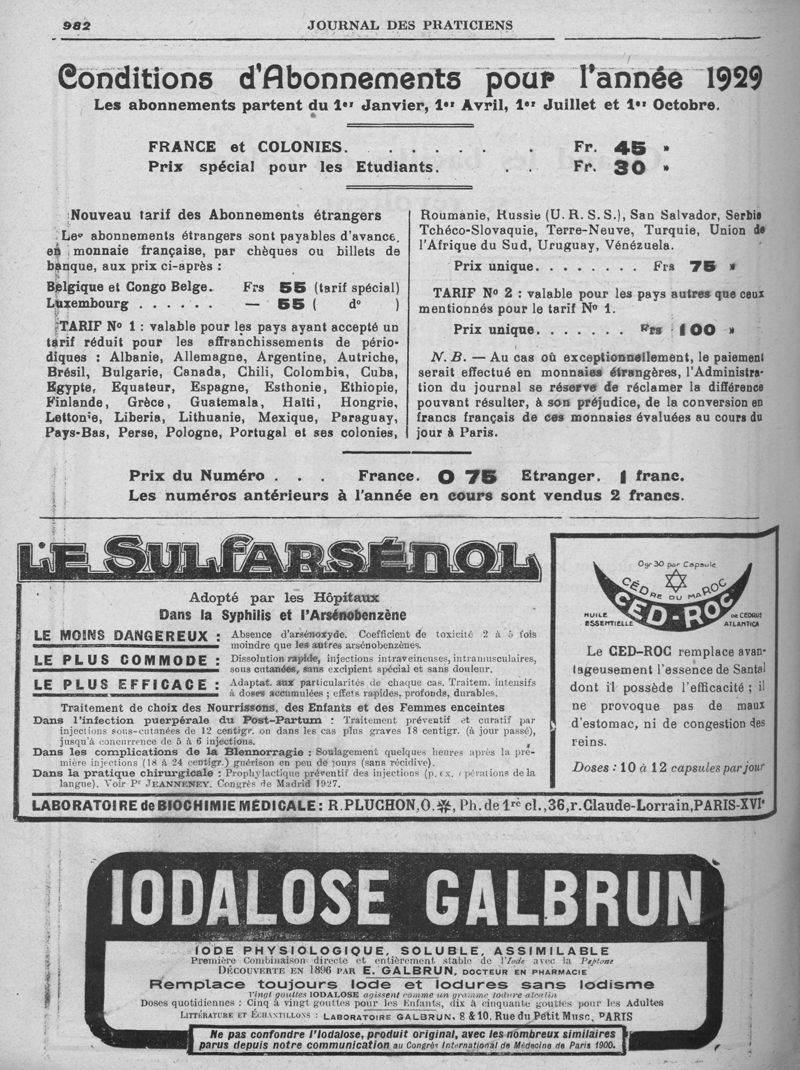 982
JOURNAL DES PRATICIENS
Conditions d'Abonnements pour l'année 1929
Les abonnements partent du 1er Janvier, 1er Avril, 1er Juillet et 1er Octobre.
FRANCE et COLONIES. . . . . . . . Fr. 45 »
Prix spécial pour les Etudiants. . . Fr. 30 »
Nouveau tarif des Abonnements étrangers
Les abonnements étrangers sont payables d'avance,
en monnaie française, par chèques ou billets de
banque, aux prix ci-après :
Belgique et Congo Belge. Frs 55 (tarif spécial)
Luxembourg . . . . . . — 55 ( do )
TARIF No 1 : valable pour les pays ayant accepté un
tarif réduit pour les affranchissements de pério-
diques : Albanie, Allemagne, Argentine, Autriche,
Brésil, Bulgarie, Canada, Chili, Colombia, Cuba,
Egypte, Equateur, Espagne, Esthonie, Ethiopie,
Finlande, Grèce, Guatemala, Haïti, Hongrie,
Lettonie, Liberia, Lithuanie, Mexique, Paraguay,
Pays-Bas, Perse, Pologne, Portugal et ses colonies,
Roumanie, Russie (U. R. S. S.), San Salvador, Serbie
Tchéco-Slovaquie, Terre-Neuve, Turquie, Union de
l'Afrique du Sud, Uruguay, Vénézuela.
Prix unique. . . . . . . . Frs 75 »
TARIF No 2 : valable pour les pays autres que ceux
mentionnés pour le tarif No 1.
Prix unique. . . . . . . Frs 100 »
N. B. — Au cas où exceptionnellement, le paiement
serait effectué en monnaies étrangères, l'Administra-
tion du journal se réserve de réclamer la différence
pouvant résulter, à son préjudice, de la conversion en
francs français de ces monnaies évaluées au cours du
jour à Paris.
Prix du Numéro . . . France. 0 75 Etranger. 1 franc.
Les numéros antérieurs à l'année en cours sont vendus 2 francs.
LE SULFARSÉNOL
Adopté par les Hôpitaux
Dans la Syphilis et l'Arsénobenzène
LE MOINS DANGEREUX : Absence d'arsénoxyde. Coefficient de toxicité 2 à 5 fois
moindre que les autres arsénobenzènes.
LE PLUS COMMODE : Dissolution rapide, injections intraveineuses, intramusculaires,
sous cutanées, sans excipient spécial et sans douleur.
LE PLUS EFFICACE : Adaptat. aux particularités de chaque cas. Traitem. intensifs
à doses accumulées ; effets rapides, profonds, durables.
Traitement de choix des Nourrissons, des Enfants et des Femmes enceintes
Dans l'infection puerpérale du Post-Partum : Traitement préventif et curatif par
injections sous-cutanées de 12 centigr. ou dans les cas plus graves 18 centigr. (à jour passé),
jusqu'à concurrence de 5 à 6 injections.
Dans les complications de la Blennorragie : Soulagement quelques heures après la pre-
mière injections (18 à 24 centigr.) guérison en peu de jours (sans récidive).
Dans la pratique chirurgicale : Prophylactique préventif des injections (p. ex. opérations de la
langue). Voir Pr JEANNENEY. Congrès de Madrid 1927.
0gr30 par Capsule
CÈDRE DU MAROC
CED-ROC
HUILE
ESSENTIELLE
DE CEDRUS
ATLANTICA
Le CED-ROC remplace avan-
tageusement l'essence de Santal
dont il possède l'efficacité ; il
ne provoque pas de maux
d'estomac, ni de congestion des
reins.
Doses : 10 à 12 capsules par jour
LABORATOIRE de BIOCHIMIE MÉDICALE : R. PLUCHON, O. ✻, Ph. de 1re cl., 36, r. Claude-Lorrain, PARIS-XVIe
IODALOSE GALBRUN
IODE PHYSIOLOGIQUE, SOLUBLE, ASSIMILABLE
Première Combinaison directe et entièrement stable de l'Iode avec la Peptone
DÉCOUVERTE EN 1896 PAR E. GALBRUN, DOCTEUR EN PHARMACIE
Remplace toujours Iode et Iodures sans Iodisme
Vingt gouttes IODALOSE agissent comme un gramme Iodure alcalin
Doses quotidiennes : Cinq à vingt gouttes pour les Enfants, dix à cinquante gouttes pour les Adultes
LITTÉRATURE ET ÉCHANTILLONS : LABORATOIRE GALBRUN, 8 & 10, Rue du Petit Musc, PARIS
Ne pas confondre l'Iodalose, produit original, avec les nombreux similaires
parus depuis notre communication au Congrès International de Médecine de Paris 1900.